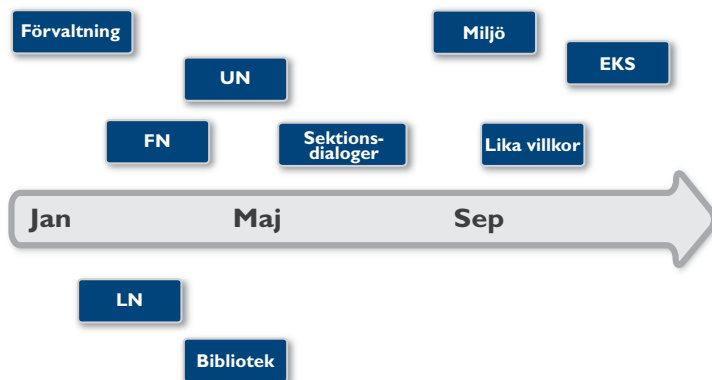 Förvaltning
Miljö
EKS
UN
FN
Sektions-
dialoger
Lika villkor
Jan Maj Sep
LN
Bibliotek